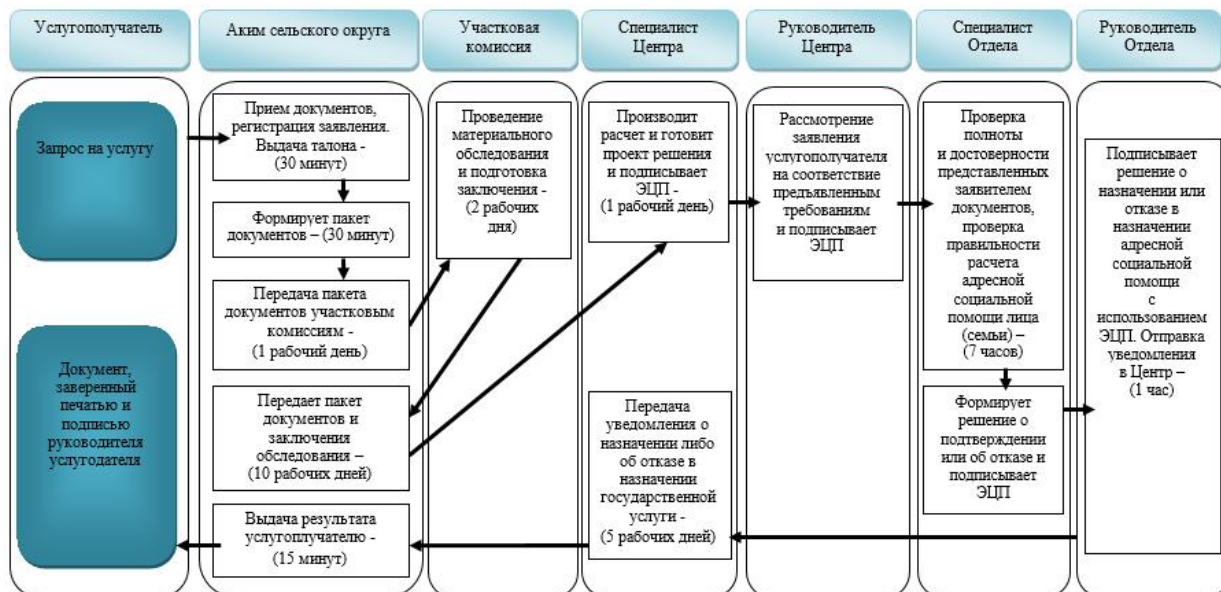 Услугополучатель
Аким сельского округа
Участковая
комиссия
Специалист
Центра
Руководитель
Центра
Специалист
Отдела
Руководитель
Отдела
Запрос на услугу
Документ,
заверенный
печатью и
подписью
руководителя
услугодателя
Прием документов,
регистрация заявления.
Выдача талона -
(30 минут)
Формирует пакет
документов – (30 минут)
Передача пакета
документов участковым
комиссиям -
(1 рабочий день)
Передает пакет
документов и
заключения
обследования –
(10 рабочих дней)
Выдача результата
услугоплучателю -
(15 минут)
Проведение
материального
обследования
и подготовка
заключения -
(2 рабочих
дня)
Производит
расчет и готовит
проект решения
и подписывает
ЭЦП -
(1 рабочий день)
Передача
уведомления о
назначении либо
об отказе в
назначении
государственной
услуги -
(5 рабочих дней)
Рассмотрение
заявления
услугополучателя
на соответствие
предъявленным
требованиям
и подписывает
ЭЦП
Проверка
полноты
и достоверности
представленных
заявителем
документов,
проверка
правильности
расчета
адресной
социальной
помощи лица
(семьи) –
(7 часов)
Формирует
решение о
подтверждении
или об отказе и
подписывает
ЭЦП
Подписывает
решение о
назначении или
отказе в
назначении
адресной
социальной
помощи
с
использованием
ЭЦП. Отправка
уведомления
в Центр –
(1 час)